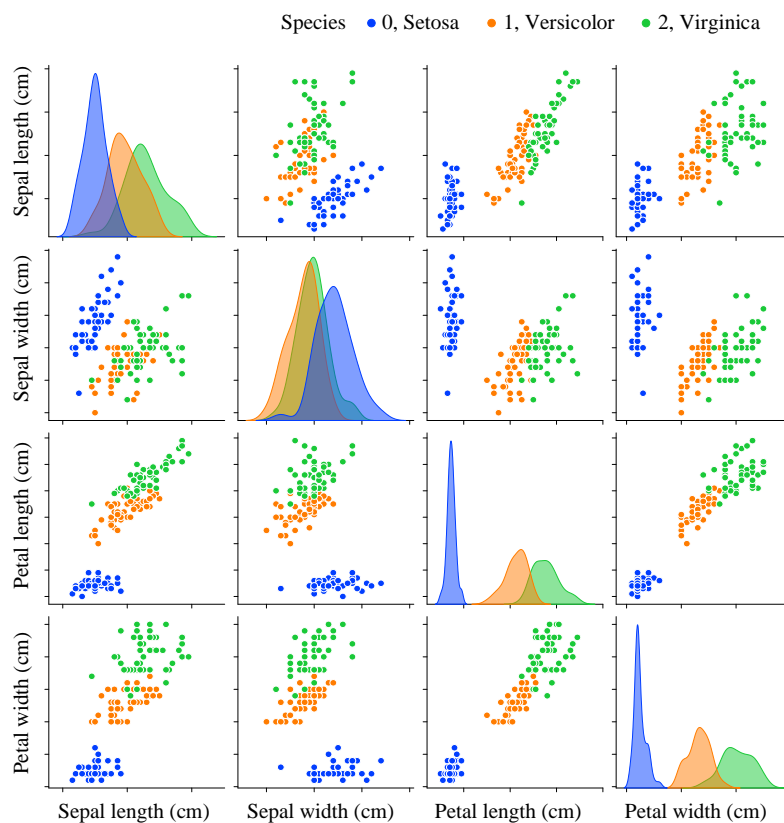 Species 0, Setosa 1, Versicolor 2, Virginica
Sepal length (cm)
Sepal width (cm)
Petal length (cm)
Petal width (cm)
Sepal length (cm) Sepal width (cm) Petal length (cm) Petal width (cm)